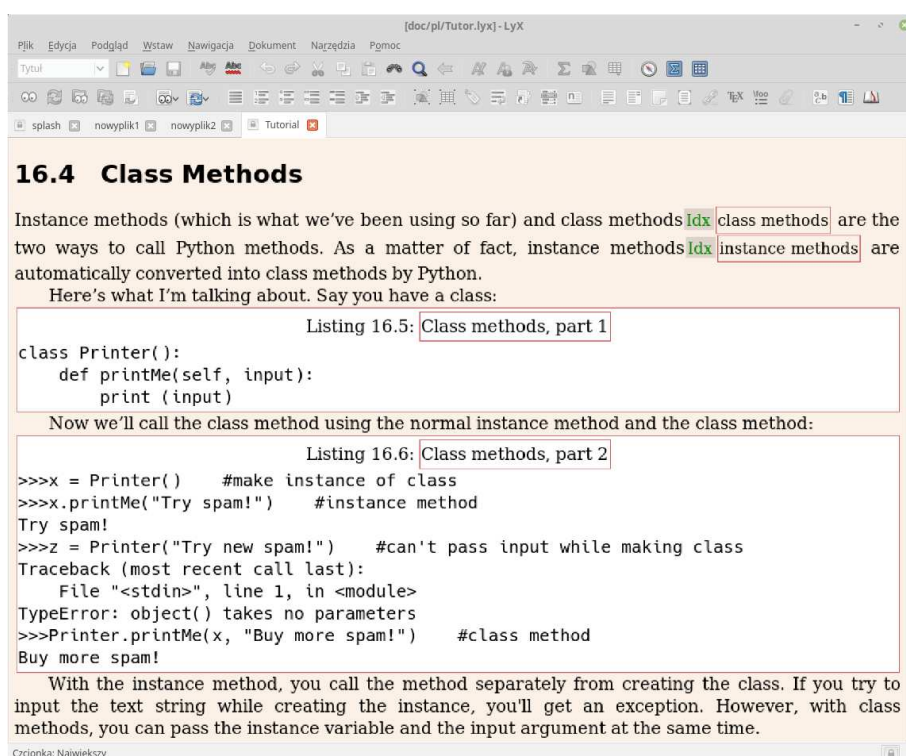 [doc/pl/Tutor.lyx] - LyX
Plik Edycja Podgląd Wstaw Nawigacja Dokument Narzędzia Pomoc
Tytuł
splash nowyplik1 nowyplik2 Tutorial
16.4 Class Methods
Instance methods (which is what we've been using so far) and class methods Idx class methods are the
two ways to call Python methods. As a matter of fact, instance methods Idx instance methods are
automatically converted into class methods by Python.
Here's what I'm talking about. Say you have a class:
Listing 16.5: Class methods, part 1
class Printer():
    def printMe(self, input):
        print (input)
Now we'll call the class method using the normal instance method and the class method:
Listing 16.6: Class methods, part 2
>>>x = Printer()    #make instance of class
>>>x.printMe("Try spam!")    #instance method
Try spam!
>>>z = Printer("Try new spam!")    #can't pass input while making class
Traceback (most recent call last):
    File "<stdin>", line 1, in <module>
TypeError: object() takes no parameters
>>>Printer.printMe(x, "Buy more spam!")    #class method
Buy more spam!
With the instance method, you call the method separately from creating the class. If you try to
input the text string while creating the instance, you'll get an exception. However, with class
methods, you can pass the instance variable and the input argument at the same time.
Czcionka: Największy